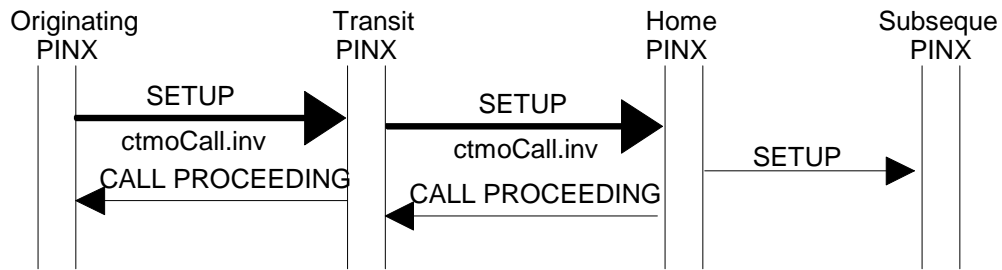 Originating
PINX
Transit
PINX
Home
PINX
Subseque
PINX
SETUP
ctmoCall.inv
CALL PROCEEDING
SETUP
ctmoCall.inv
CALL PROCEEDING
SETUP